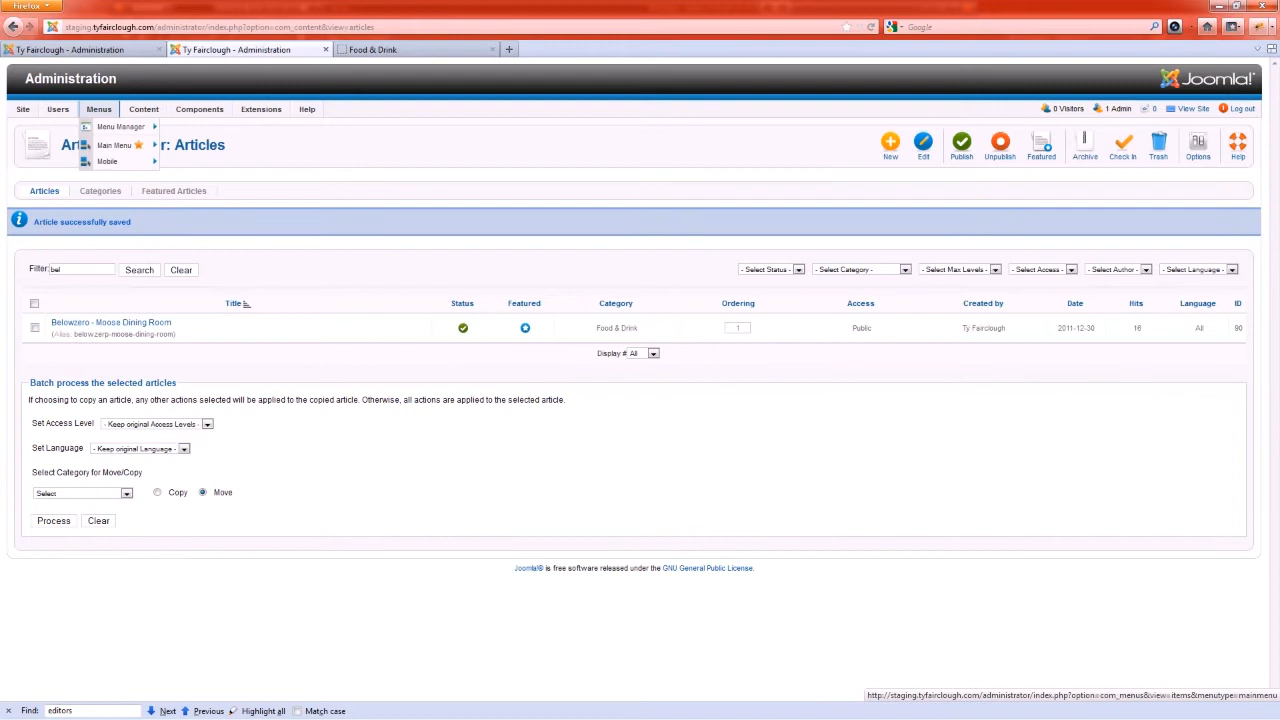 Firefox
staging.tyfairclough.com/administrator/index.php?option=com_content&view=articles
Google
Ty Fairclough - Administration
Ty Fairclough - Administration
Food & Drink
Administration
Joomla!
Site Users Menus Content Components Extensions Help
0 Visitors 1 Admin 0 View Site Log out
Menu Manager
Main Menu
Mobile
r: Articles
New Edit Publish Unpublish Featured Archive Check In Trash Options Help
Articles Categories Featured Articles
Article successfully saved
Filter: bel Search Clear
- Select Status - - Select Category - - Select Max Levels - - Select Access - - Select Author - - Select Language -
Title Status Featured Category Ordering Access Created by Date Hits Language ID
Belowzero - Moose Dining Room
(Alias: belowzerp-moose-dining-room)
Food & Drink 1 Public Ty Fairclough 2011-12-30 16 All 90
Display # All
Batch process the selected articles
If choosing to copy an article, any other actions selected will be applied to the copied article. Otherwise, all actions are applied to the selected article.
Set Access Level - Keep original Access Levels -
Set Language - Keep original Language -
Select Category for Move/Copy
Select Copy Move
Process Clear
Joomla!® is free software released under the GNU General Public License.
http://staging.tyfairclough.com/administrator/index.php?option=com_menus&view=items&menutype=mainmenu
Find: editors Next Previous Highlight all Match case